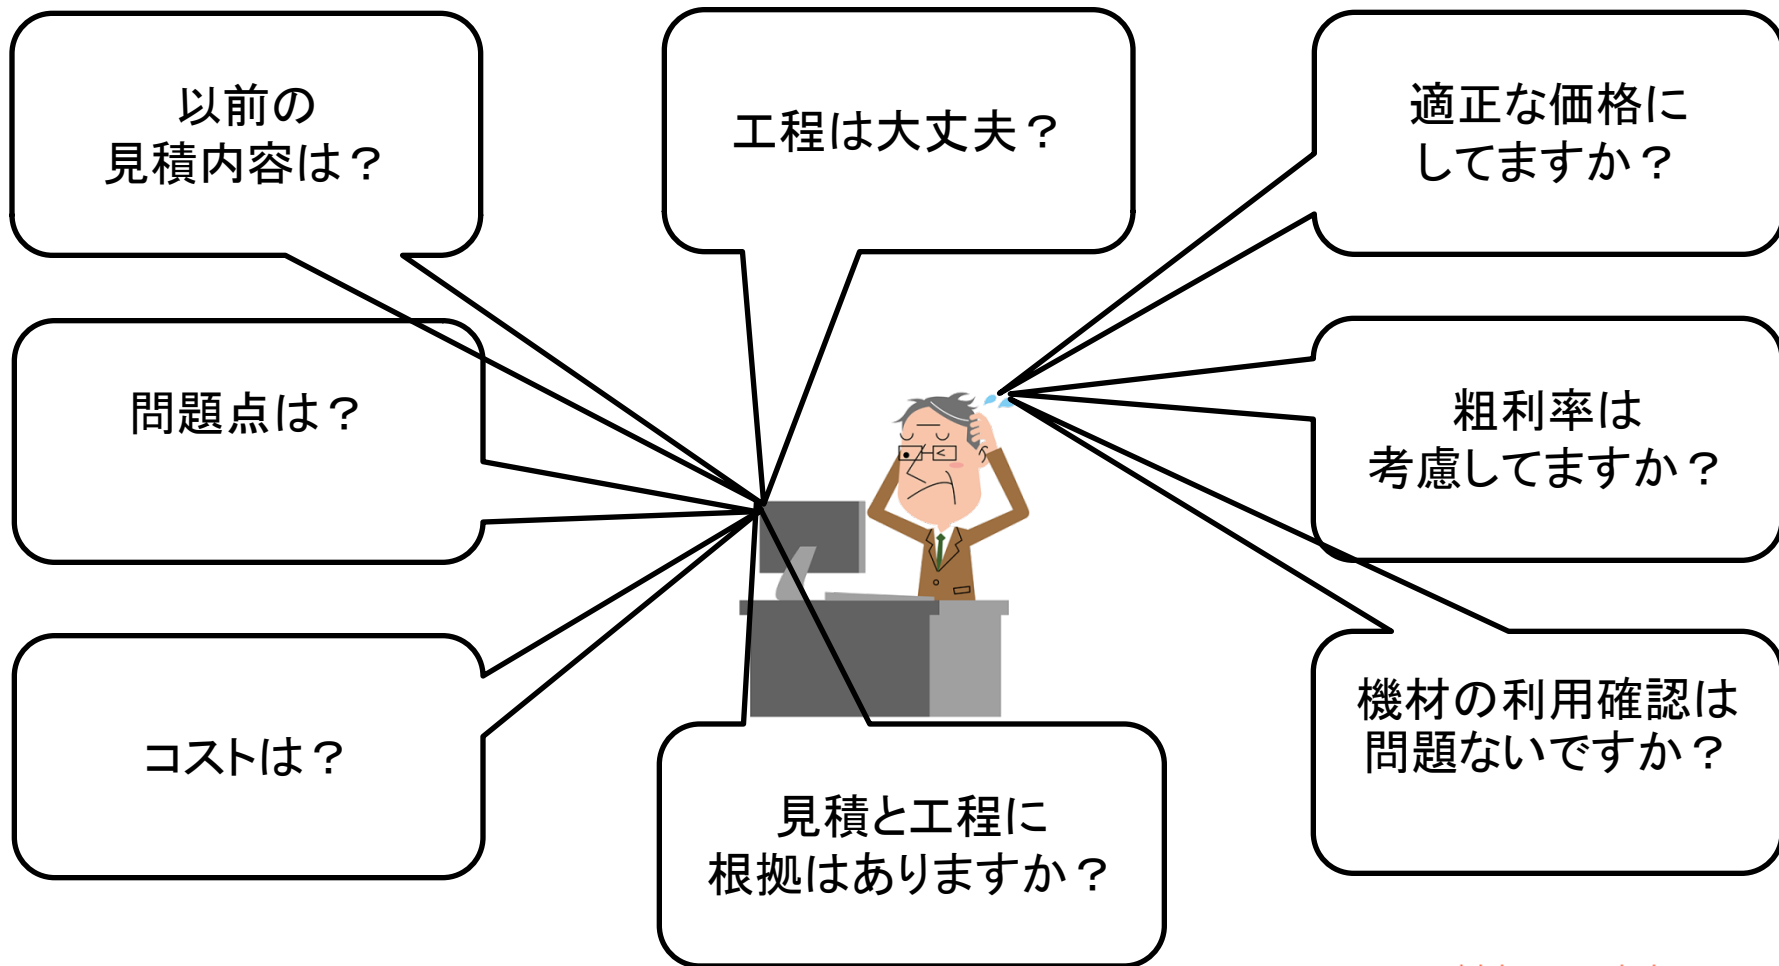 以前の
見積内容は？
工程は大丈夫？
適正な価格に
してますか？
問題点は？
粗利率は
考慮してますか？
コストは？
機材の利用確認は
問題ないですか？
見積と工程に
根拠はありますか？